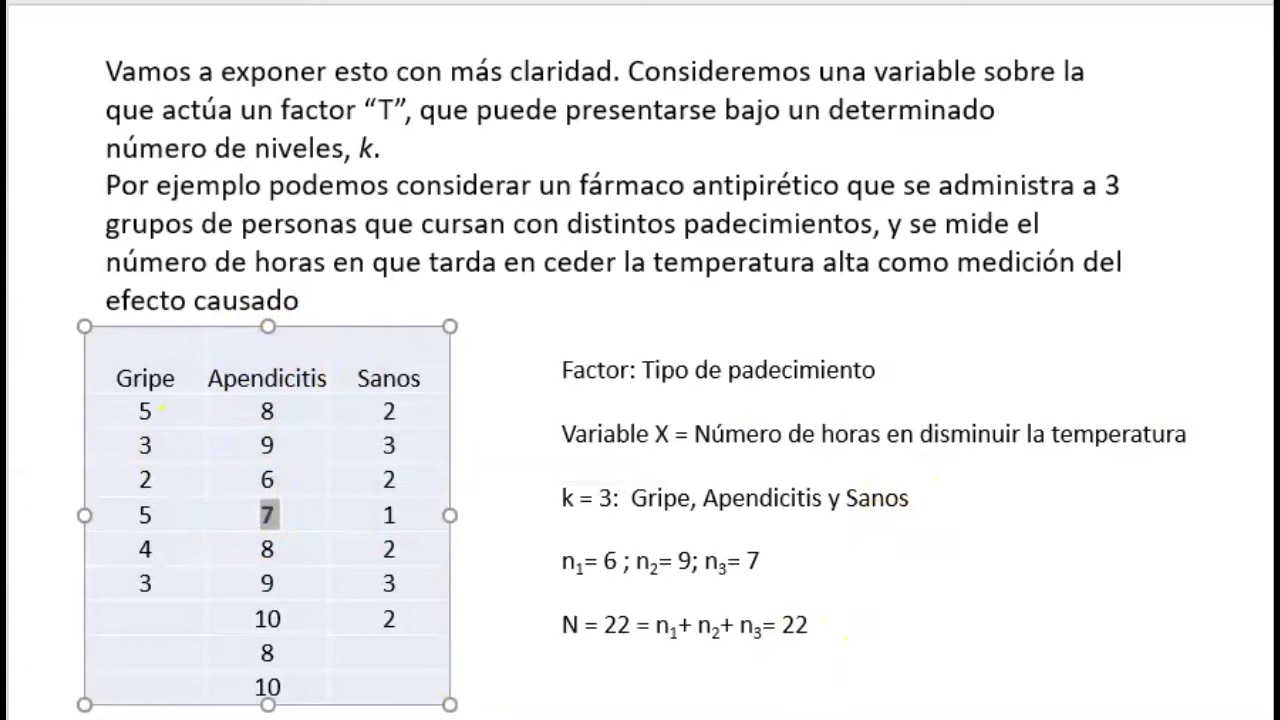 Vamos a exponer esto con más claridad. Consideremos una variable sobre la
que actúa un factor “T”, que puede presentarse bajo un determinado
número de niveles, k.
Por ejemplo podemos considerar un fármaco antipirético que se administra a 3
grupos de personas que cursan con distintos padecimientos, y se mide el
número de horas en que tarda en ceder la temperatura alta como medición del
efecto causado
Gripe Apendicitis Sanos
5 8 2
3 9 3
2 6 2
5 7 1
4 8 2
3 9 3
10 2
8
10
Factor: Tipo de padecimiento
Variable X = Número de horas en disminuir la temperatura
k = 3: Gripe, Apendicitis y Sanos
n₁= 6 ; n₂= 9; n₃= 7
N = 22 = n₁+ n₂+ n₃= 22